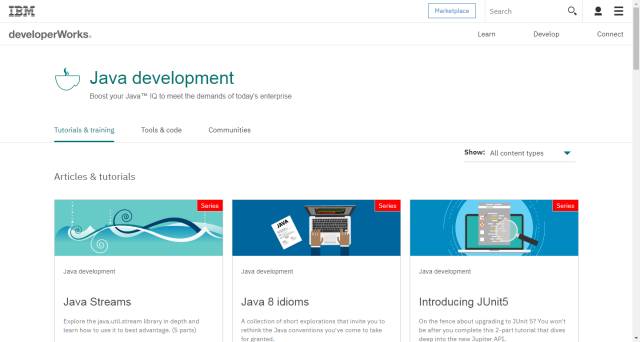 IBM
Marketplace
Search
developerWorks.
Learn
Develop
Connect
Java development
Boost your Java™ IQ to meet the demands of today's enterprise
Tutorials & training
Tools & code
Communities
Show: All content types
Articles & tutorials
Series
Java development
Java Streams
Explore the java.util.stream library in depth and
learn how to use it to best advantage. (5 parts)
Series
JAVA
Java development
Java 8 idioms
A collection of short explorations that invite you to
rethink the Java conventions you've come to take
for granted.
Series
Java development
Introducing JUnit5
On the fence about upgrading to JUnit 5? You won't
be after you complete this 2-part tutorial that dives
deep into the new Jupiter API.